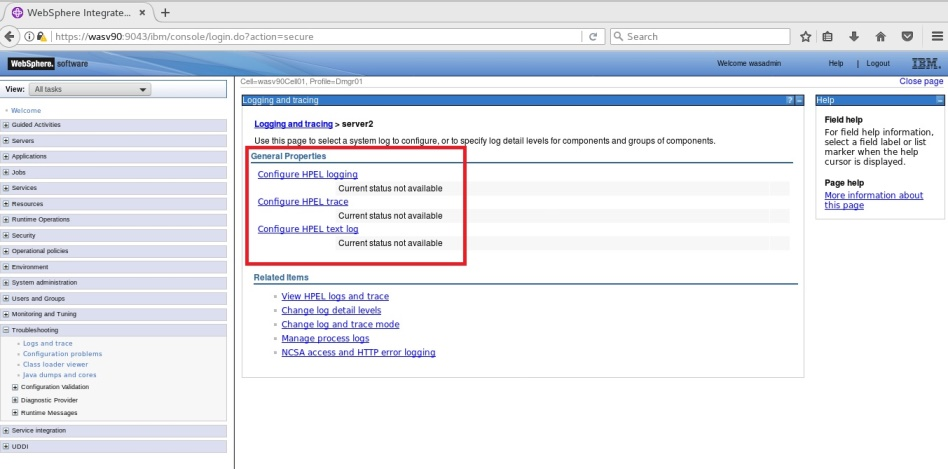 WebSphere Integrate... × +
https://wasv90:9043/ibm/console/login.do?action=secure Search
WebSphere. software Welcome wasadmin Help | Logout IBM.
View: All tasks
Cell=wasv90Cell01, Profile=Dmgr01 Close page
Welcome
Guided Activities
Servers
Applications
Jobs
Services
Resources
Runtime Operations
Security
Operational policies
Environment
System administration
Users and Groups
Monitoring and Tuning
Troubleshooting
Logs and trace
Configuration problems
Class loader viewer
Java dumps and cores
Configuration Validation
Diagnostic Provider
Runtime Messages
Service integration
UDDI
Logging and tracing ? –
Logging and tracing > server2
Use this page to select a system log to configure, or to specify log detail levels for components and groups of components.
General Properties
Configure HPEL logging
Current status not available
Configure HPEL trace
Current status not available
Configure HPEL text log
Current status not available
Related Items
View HPEL logs and trace
Change log detail levels
Change log and trace mode
Manage process logs
NCSA access and HTTP error logging
Help –
Field help
For field help information,
select a field label or list
marker when the help
cursor is displayed.
Page help
More information about
this page